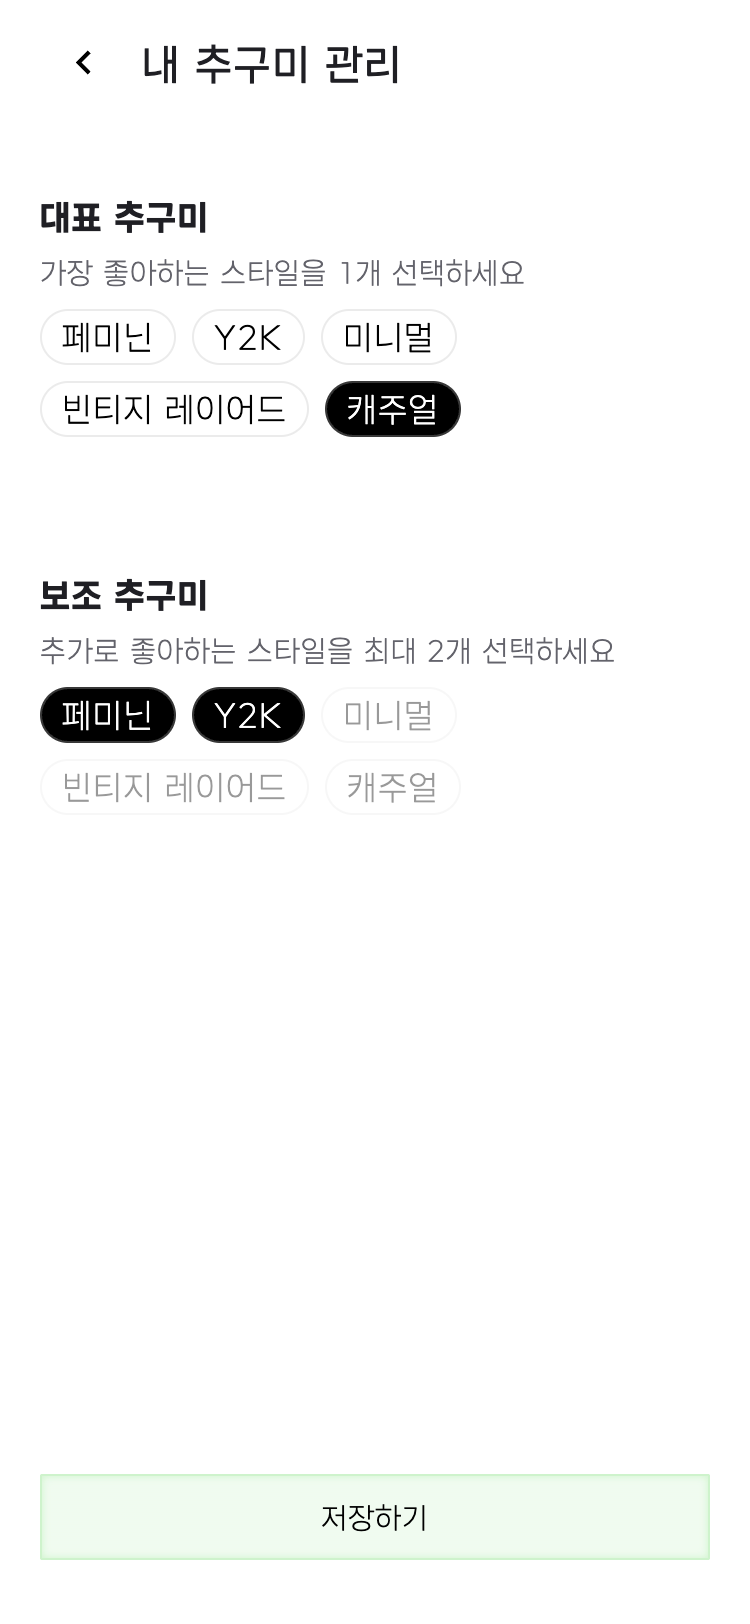 내 추구미 관리
대표 추구미
가장 좋아하는 스타일을 1개 선택하세요
페미닌 Y2K 미니멀
빈티지 레이어드 캐주얼
보조 추구미
추가로 좋아하는 스타일을 최대 2개 선택하세요
페미닌 Y2K 미니멀
빈티지 레이어드 캐주얼
저장하기